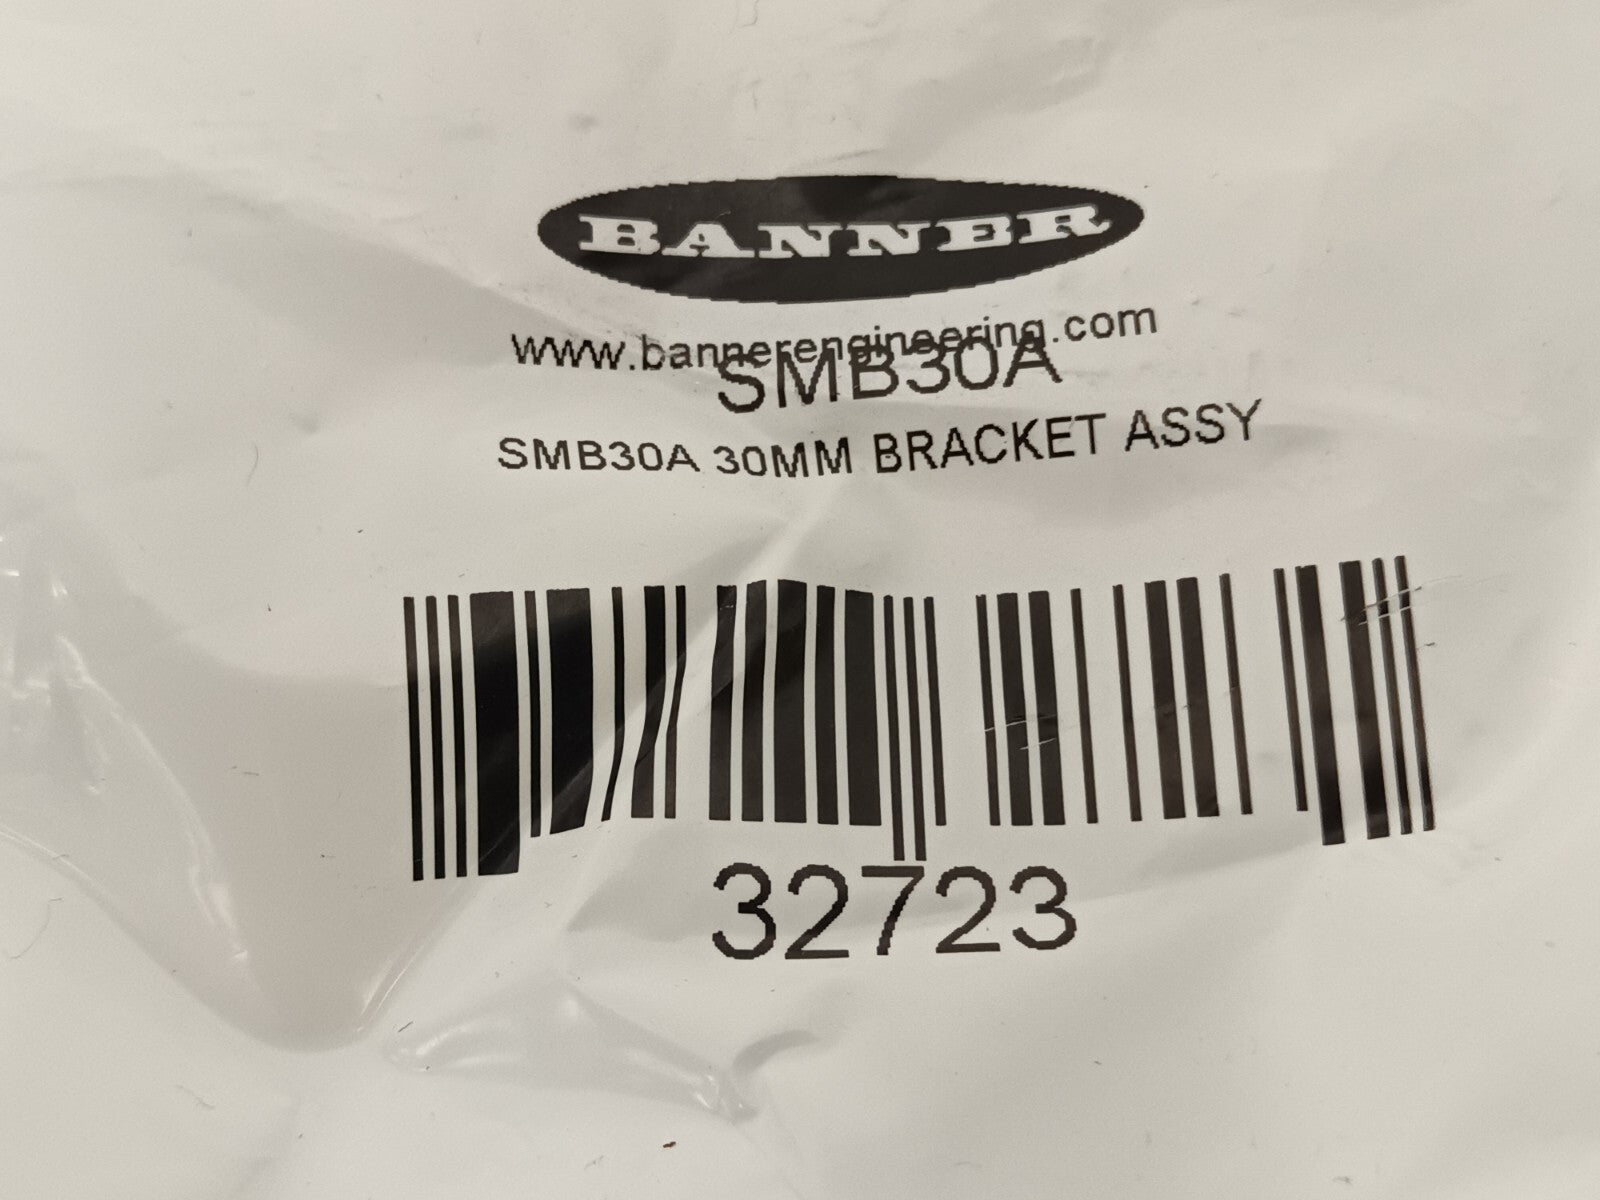 BANNER
www.bannerengineering.com
SMB30A
SMB30A 30MM BRACKET ASSY
32723